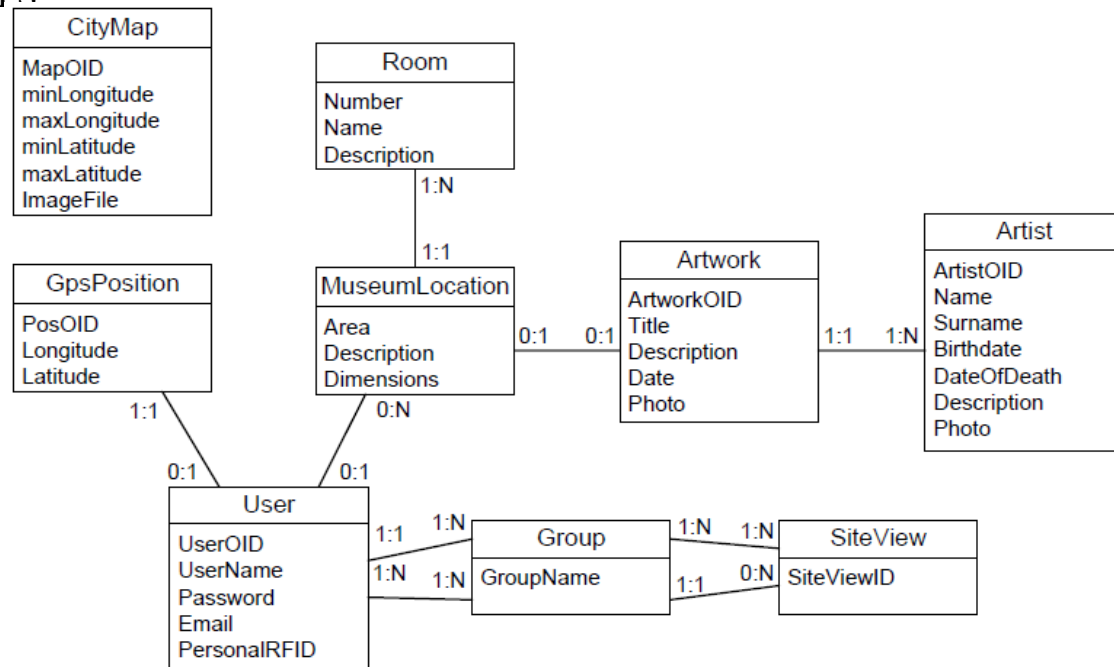 CityMap
MapOID
minLongitude
maxLongitude
minLatitude
maxLatitude
ImageFile
Room
Number
Name
Description
1:N
1:1
GpsPosition
PosOID
Longitude
Latitude
1:1
0:1
MuseumLocation
Area
Description
Dimensions
0:1
0:1
0:N
0:1
Artwork
ArtworkOID
Title
Description
Date
Photo
1:1
1:N
Artist
ArtistOID
Name
Surname
Birthdate
DateOfDeath
Description
Photo
User
UserOID
UserName
Password
Email
PersonalRFID
1:1
1:N
1:N
1:N
Group
GroupName
1:N
1:N
1:1
0:N
SiteView
SiteViewID